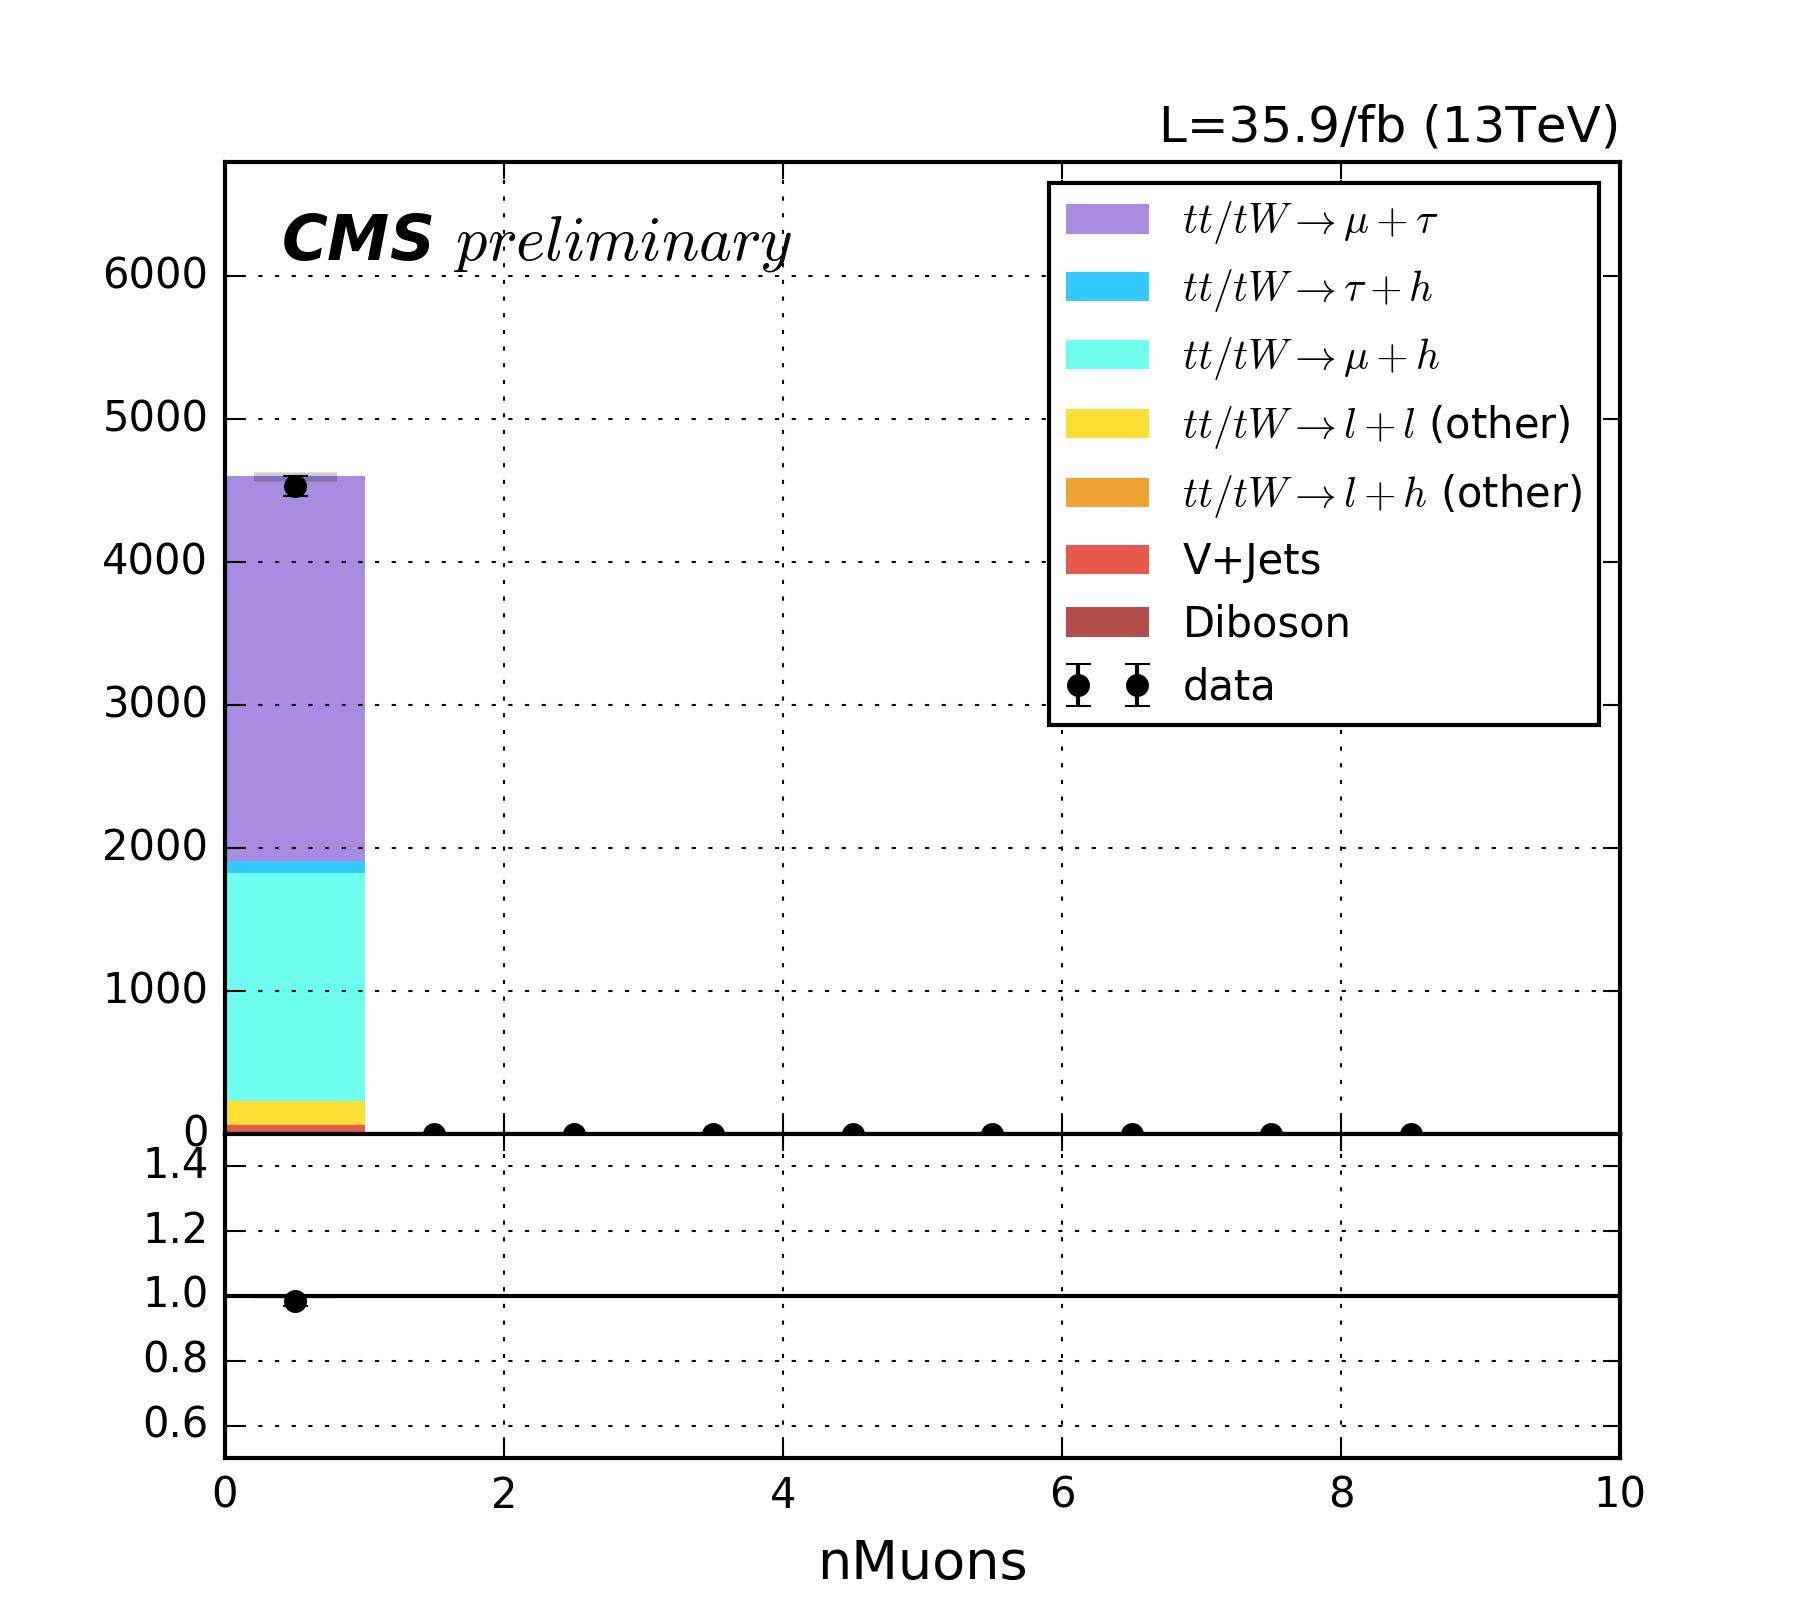 L=35.9/fb (13TeV)
CMS preliminary
tt/tW → μ + τ
tt/tW → τ + h
tt/tW → μ + h
tt/tW → l + l (other)
tt/tW → l + h (other)
V+Jets
Diboson
data
6000
5000
4000
3000
2000
1000
0
1.4
1.2
1.0
0.8
0.6
0 2 4 6 8 10
nMuons